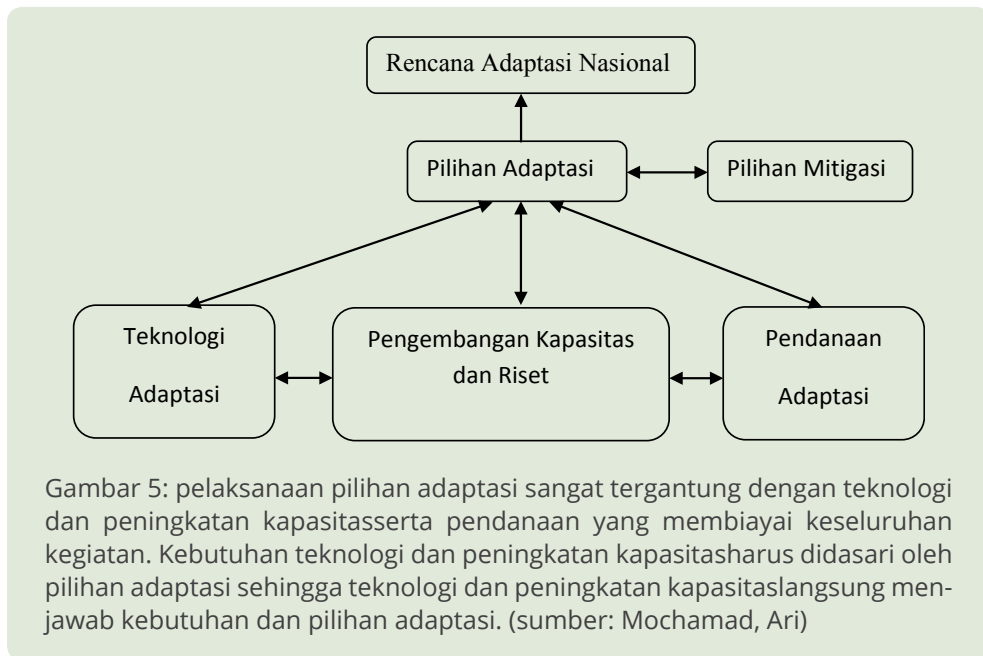 Rencana Adaptasi Nasional
Pilihan Adaptasi
Pilihan Mitigasi
Teknologi
Adaptasi
Pengembangan Kapasitas
dan Riset
Pendanaan
Adaptasi
Gambar 5: pelaksanaan pilihan adaptasi sangat tergantung dengan teknologi
dan peningkatan kapasitasserta pendanaan yang membiayai keseluruhan
kegiatan. Kebutuhan teknologi dan peningkatan kapasitasharus didasari oleh
pilihan adaptasi sehingga teknologi dan peningkatan kapasitaslangsung men-
jawab kebutuhan dan pilihan adaptasi. (sumber: Mochamad, Ari)